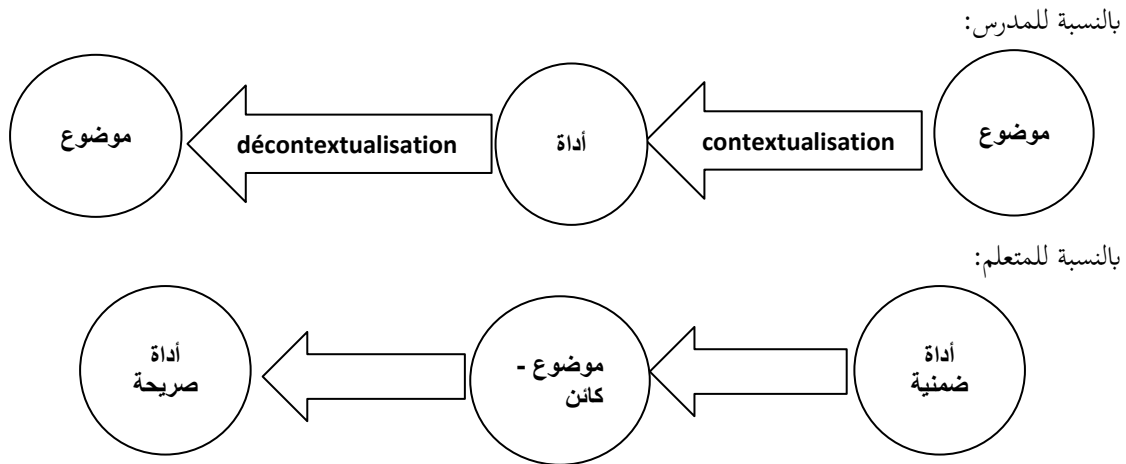 بالنسبة للمدرس:
موضوع
contextualisation
أداة
décontextualisation
موضوع
بالنسبة للمتعلم:
أداة
ضمنية
موضوع -
كائن
أداة
صريحة